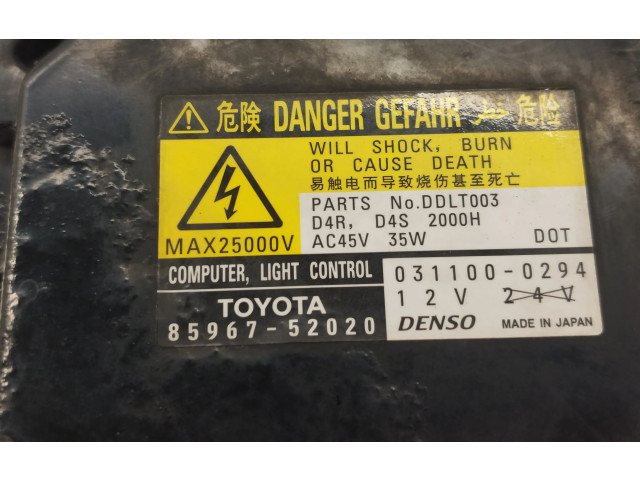 危険 DANGER GEFAHR خطر 危险
WILL SHOCK, BURN
OR CAUSE DEATH
易触电而导致烧伤甚至死亡
MAX25000V
PARTS No.DDLT003
D4R, D4S 2000H
AC45V 35W DOT
COMPUTER, LIGHT CONTROL
TOYOTA
85967-52020
031100-0294
12V 24V
DENSO MADE IN JAPAN